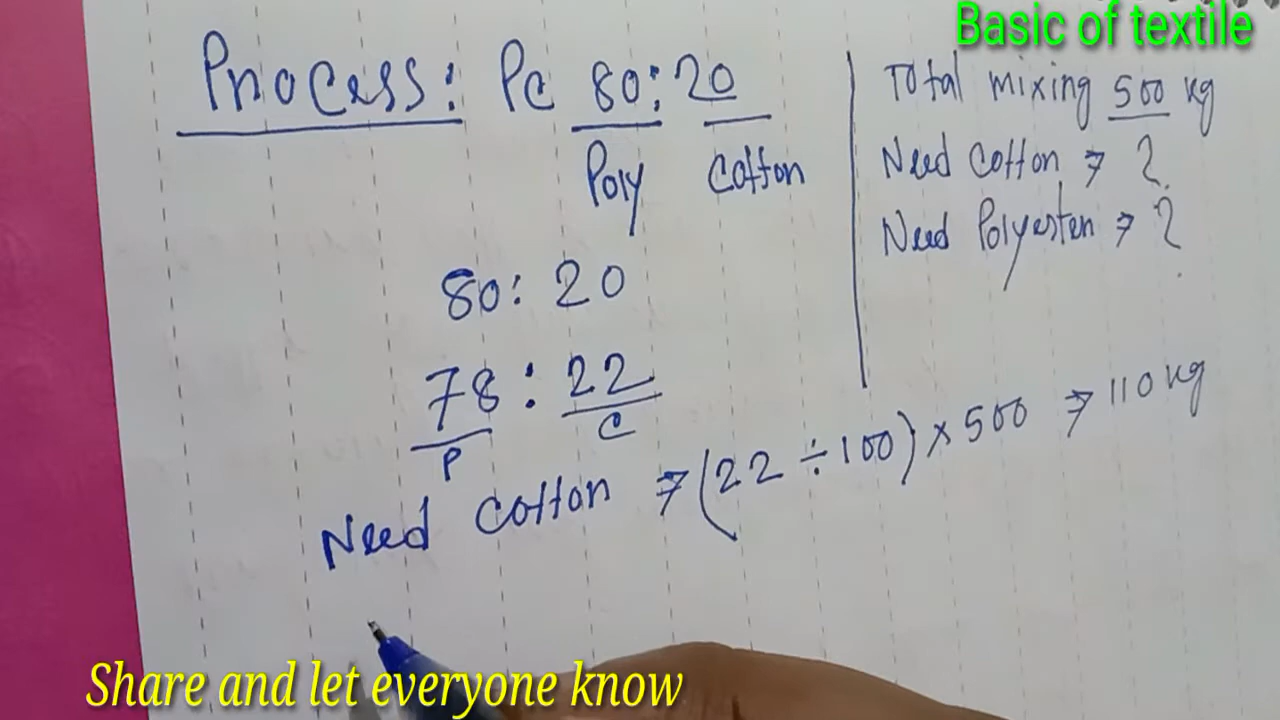 Basic of textile
Process: PC 80:20
Poly Cotton
Total mixing 500 kg
Need Cotton ⇒ ?
Need Polyester ⇒ ?
80: 20
78 : 22
P C
Need Cotton ⇒ (22 ÷ 100) × 500 ⇒ 110 kg
Share and let everyone know